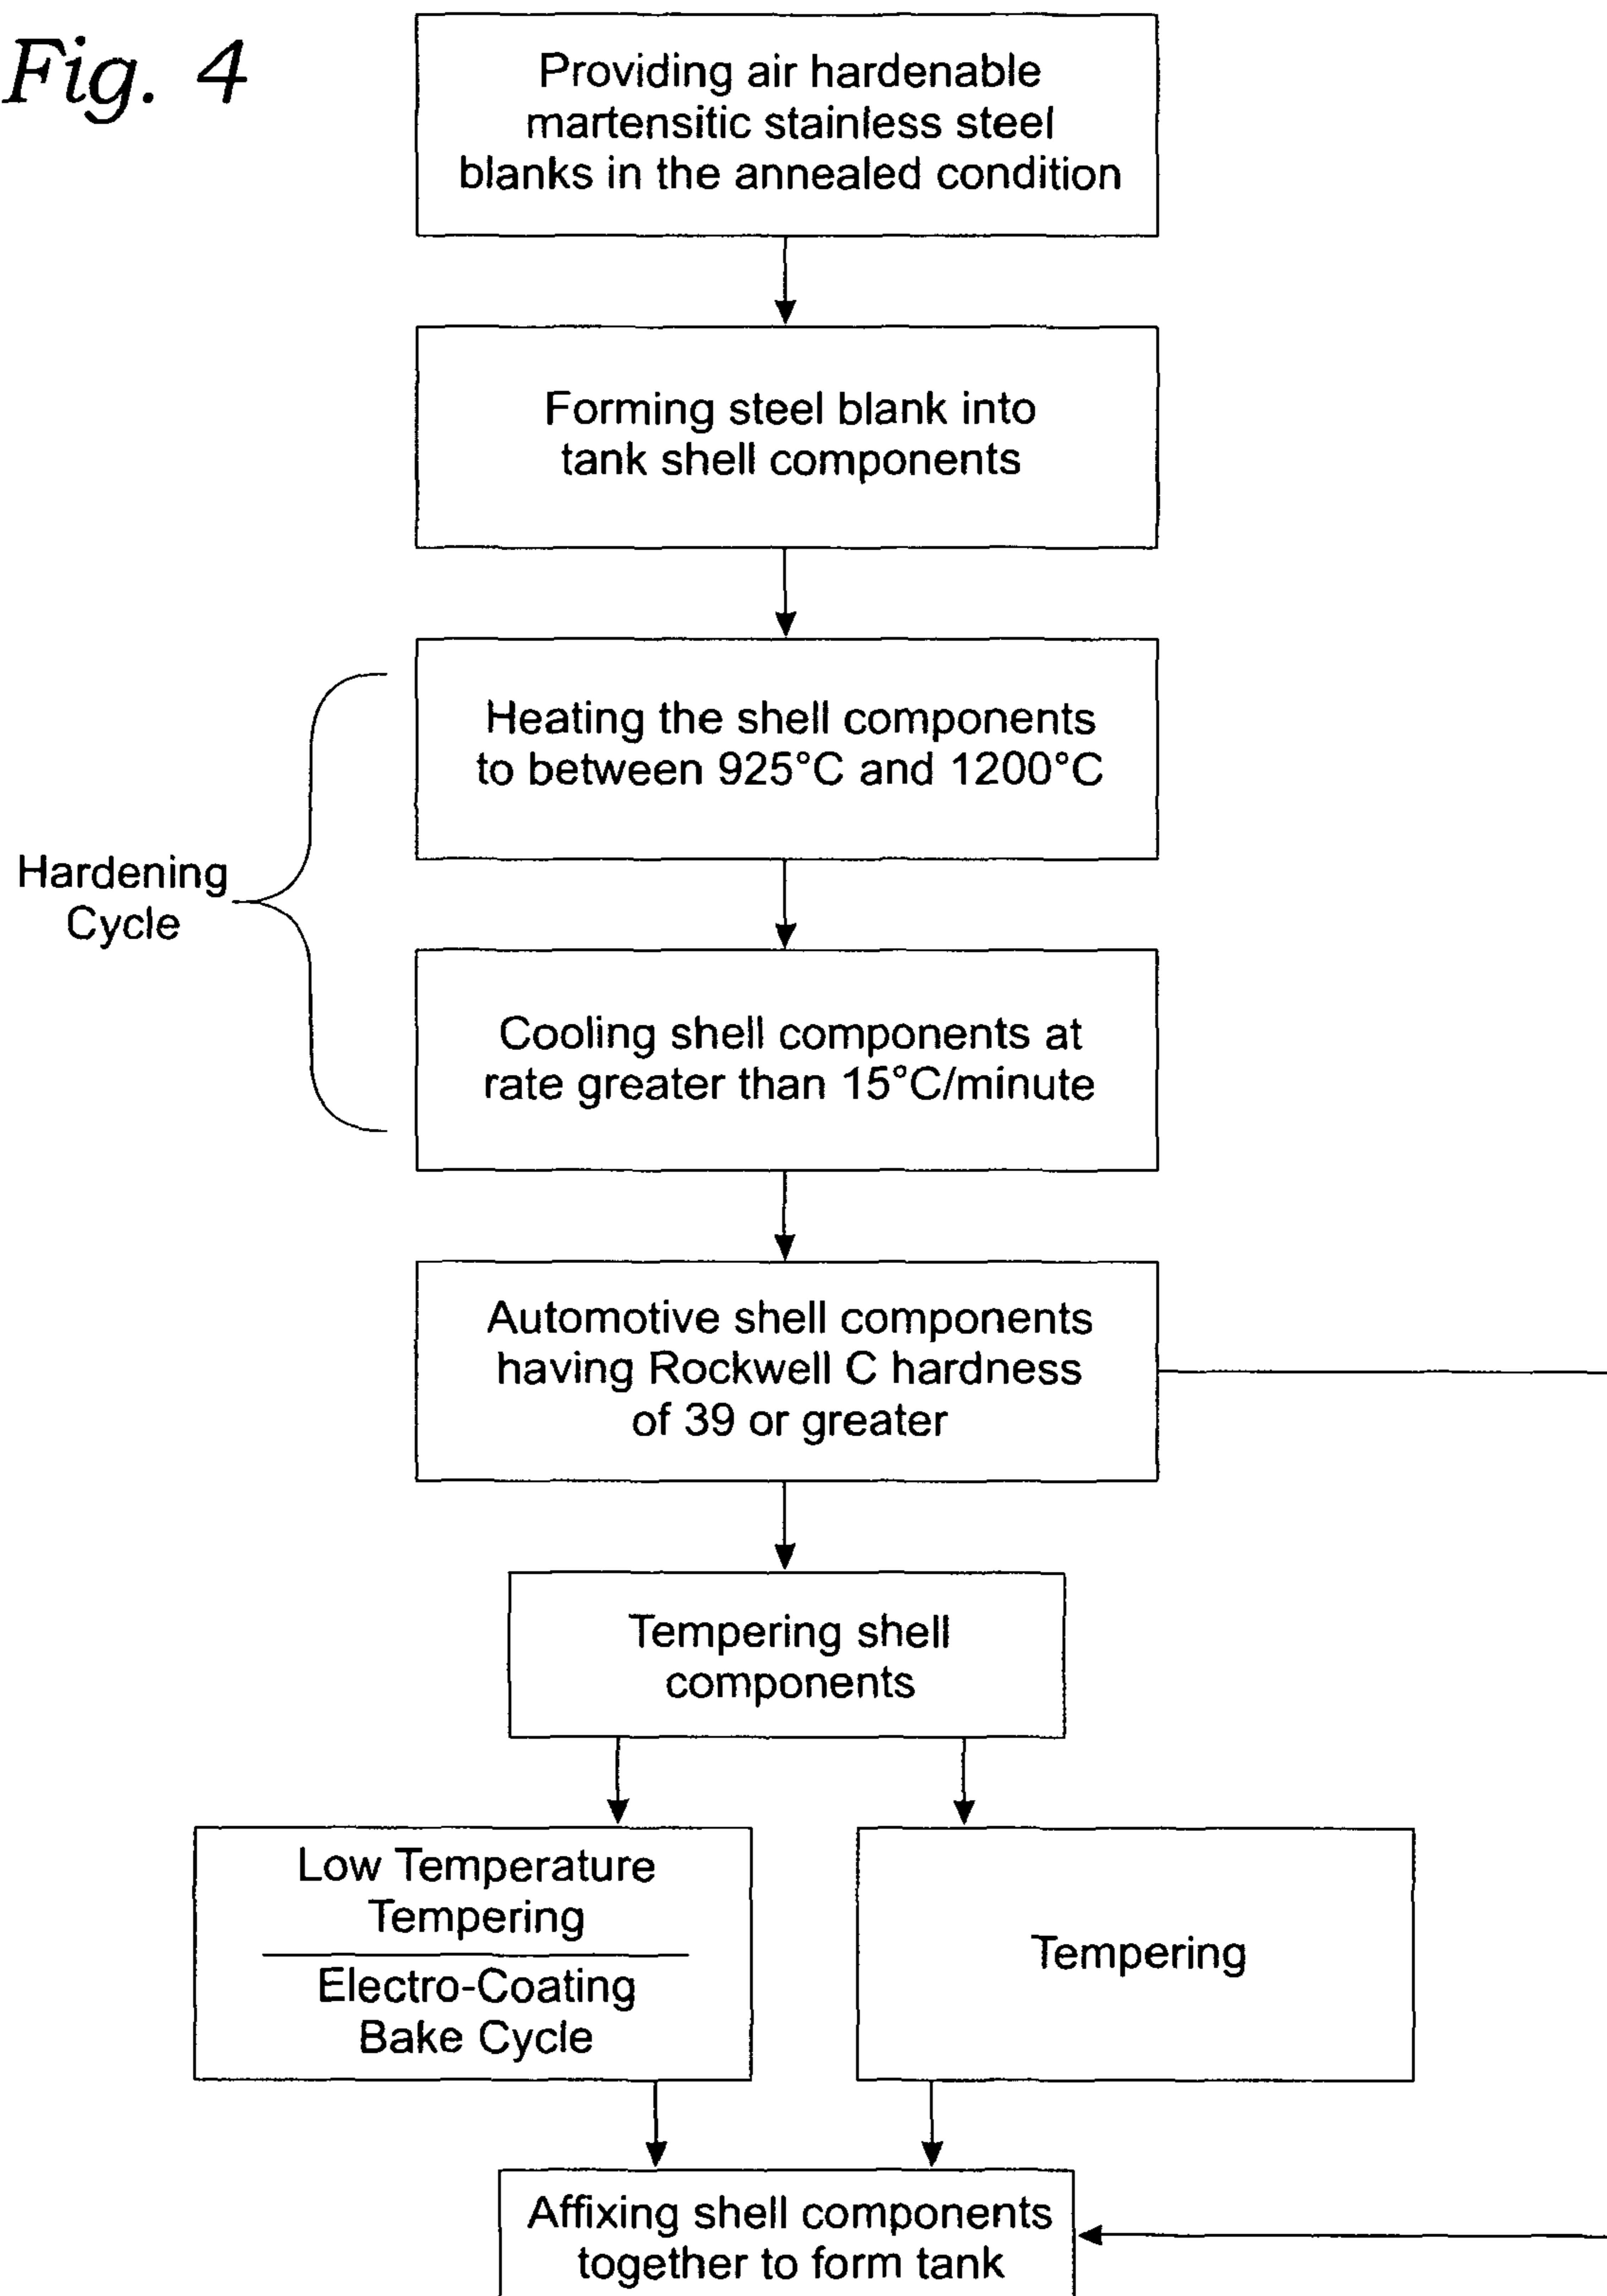 Fig. 4
Providing air hardenable
martensitic stainless steel
blanks in the annealed condition
Forming steel blank into
tank shell components
Heating the shell components
to between 925°C and 1200°C
Hardening
Cycle
Cooling shell components at
rate greater than 15°C/minute
Automotive shell components
having Rockwell C hardness
of 39 or greater
Tempering shell
components
Low Temperature
Tempering
Electro-Coating
Bake Cycle
Tempering
Affixing shell components
together to form tank